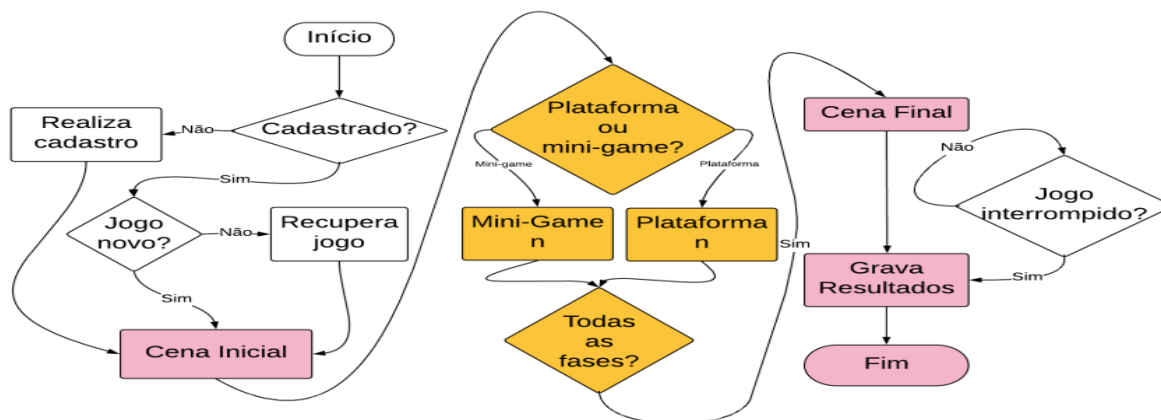 Início
Cadastrado?
Não
Realiza
cadastro
Sim
Jogo
novo?
Não
Recupera
jogo
Sim
Cena Inicial
Plataforma
ou
mini-game?
Mini-game
Plataforma
Mini-Game
n
Plataforma
n
Todas
as
fases?
Sim
Cena Final
Não
Jogo
interrompido?
Sim
Grava
Resultados
Fim